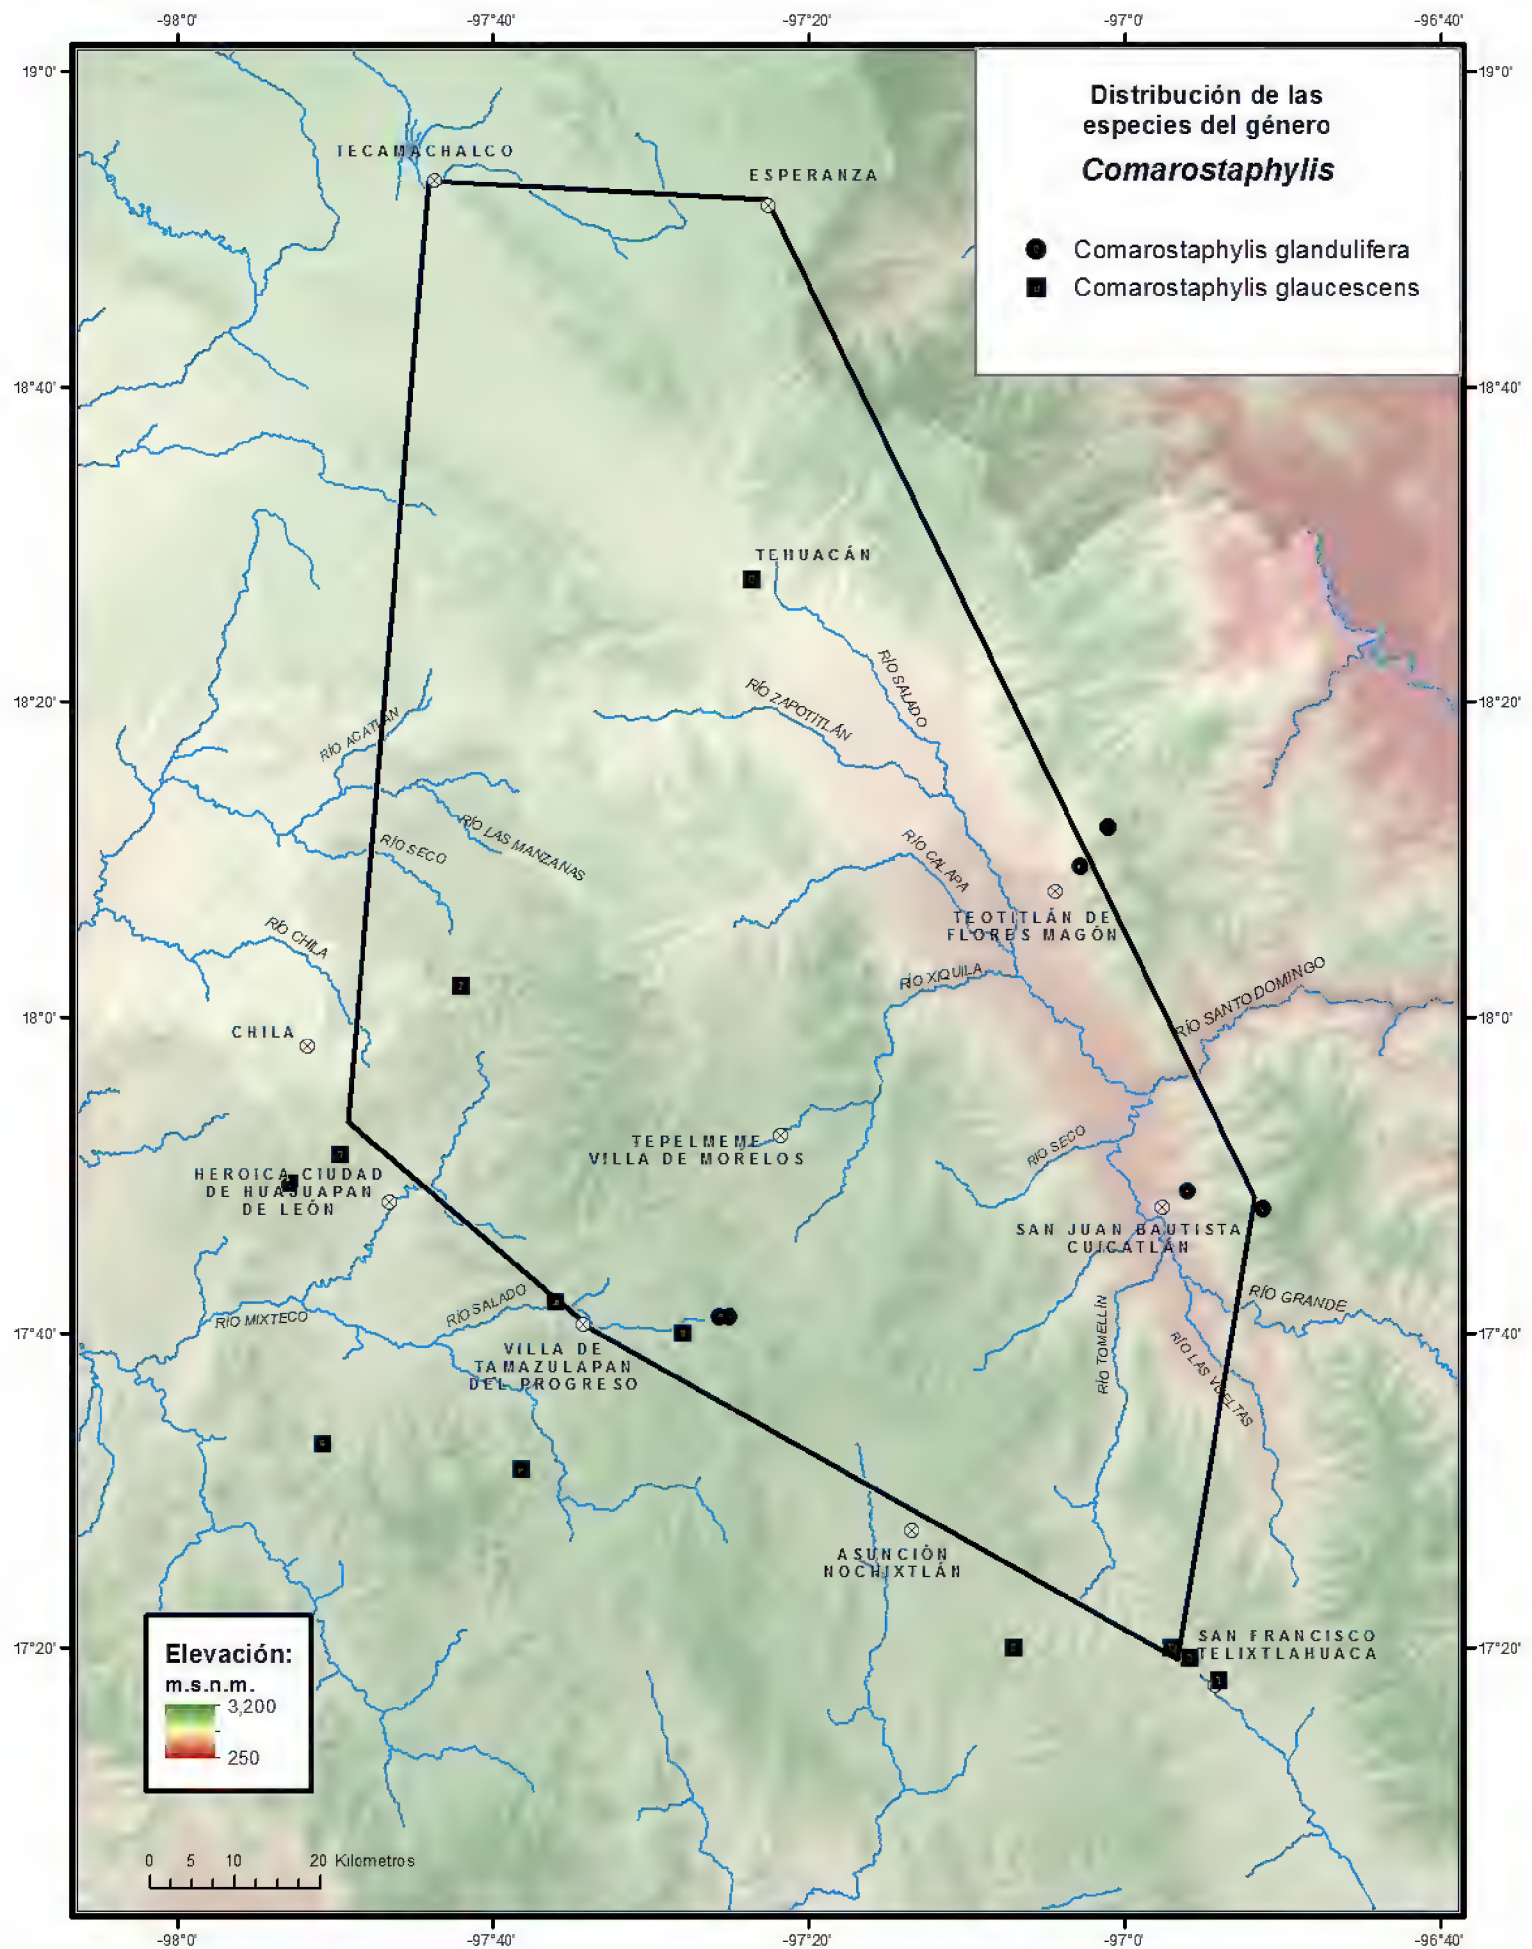 -98°0'
-97°40'
-97°20'
-97°0'
-96°40'
19°0'
19°0'
Distribución de las
especies del género
Comarostaphylis
Comarostaphylis glandulifera
Comarostaphylis glaucescens
TECAMACHALCO
ESPERANZA
18°40'
18°40'
TEHUACÁN
RÍO SALADO
RÍO ZAPOTITLÁN
18°20'
18°20'
RÍO ACATLÁN
RÍO LAS MANZANAS
RÍO SECO
RÍO CALAPA
TEOTITLÁN DE
FLORES MAGÓN
RÍO CHILA
RÍO XIQUILA
RÍO SANTO DOMINGO
18°0'
18°0'
CHILA
RÍO SECO
TEPELMEME
VILLA DE MORELOS
HEROICA CIUDAD
DE HUAJUAPAN
DE LEÓN
SAN JUAN BAUTISTA
CUICATLÁN
RÍO GRANDE
RÍO SALADO
RÍO MIXTECO
17°40'
17°40'
RÍO TOMELLÍN
RÍO LAS VUELTAS
VILLA DE
TAMAZULAPAN
DEL PROGRESO
ASUNCIÓN
NOCHIXTLÁN
SAN FRANCISCO
TELIXTLAHUACA
17°20'
17°20'
Elevación:
m.s.n.m.
3,200
250
0 5 10 20 Kilometros
-98°0'
-97°40'
-97°20'
-97°0'
-96°40'